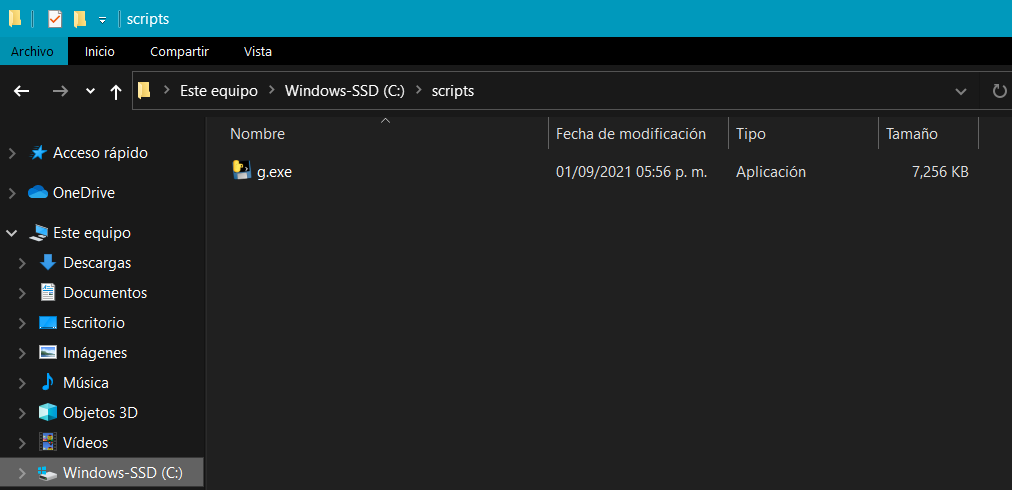 scripts
Archivo Inicio Compartir Vista
Este equipo Windows-SSD (C:) scripts
Nombre Fecha de modificación Tipo Tamaño
g.exe 01/09/2021 05:56 p. m. Aplicación 7,256 KB
Acceso rápido
OneDrive
Este equipo
Descargas
Documentos
Escritorio
Imágenes
Música
Objetos 3D
Vídeos
Windows-SSD (C:)